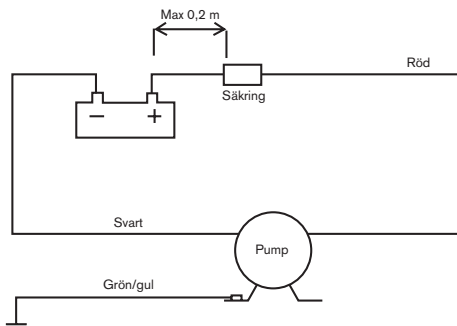 Max 0,2 m
Röd
Säkring
− +
Svart
Pump
Grön/gul